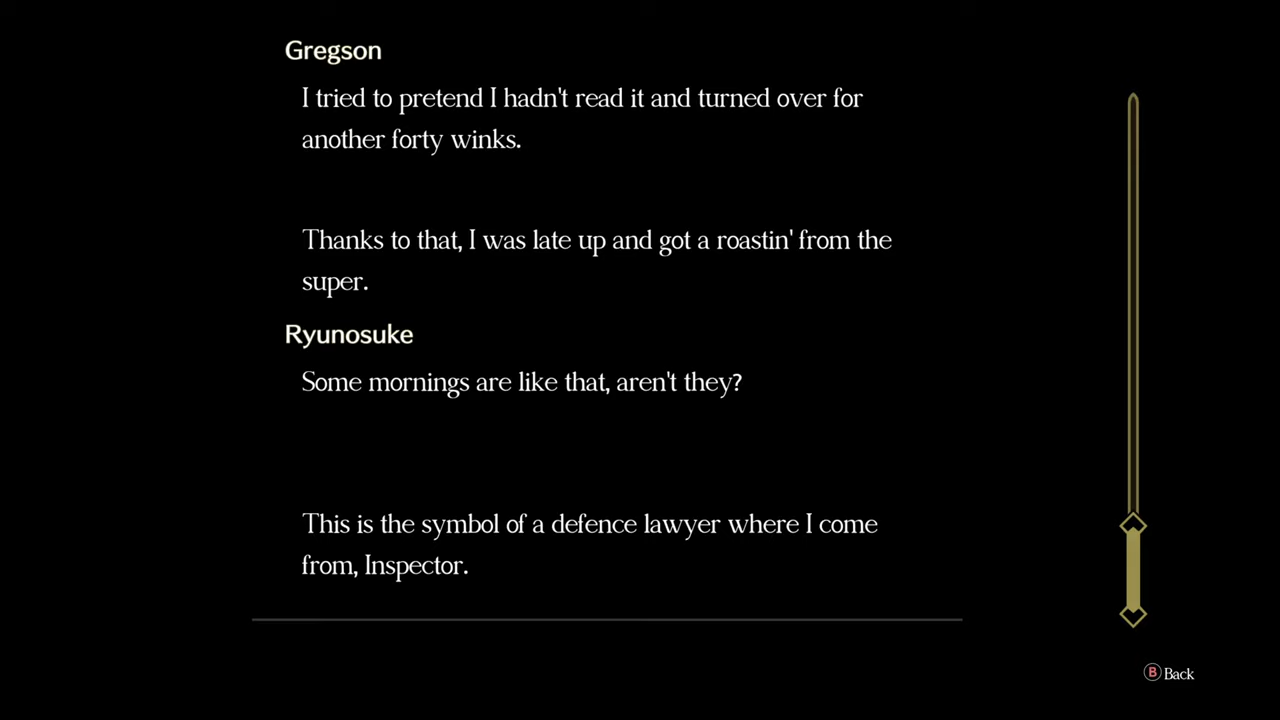 Gregson
I tried to pretend I hadn't read it and turned over for
another forty winks.
Thanks to that, I was late up and got a roastin' from the
super.
Ryunosuke
Some mornings are like that, aren't they?
This is the symbol of a defence lawyer where I come
from, Inspector.
B Back